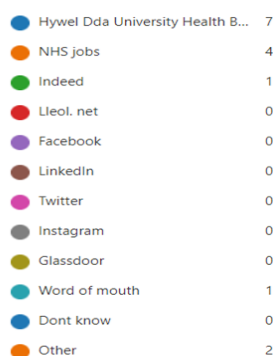 Hywel Dda University Health B... 7
NHS jobs 4
Indeed 1
Lleol. net 0
Facebook 0
LinkedIn 0
Twitter 0
Instagram 0
Glassdoor 0
Word of mouth 1
Dont know 0
Other 2